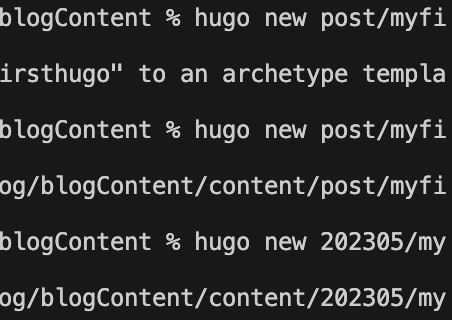 blogContent % hugo new post/myfi
irsthugo" to an archetype templa
blogContent % hugo new post/myfi
og/blogContent/content/post/myfi
blogContent % hugo new 202305/my
og/blogContent/content/202305/my